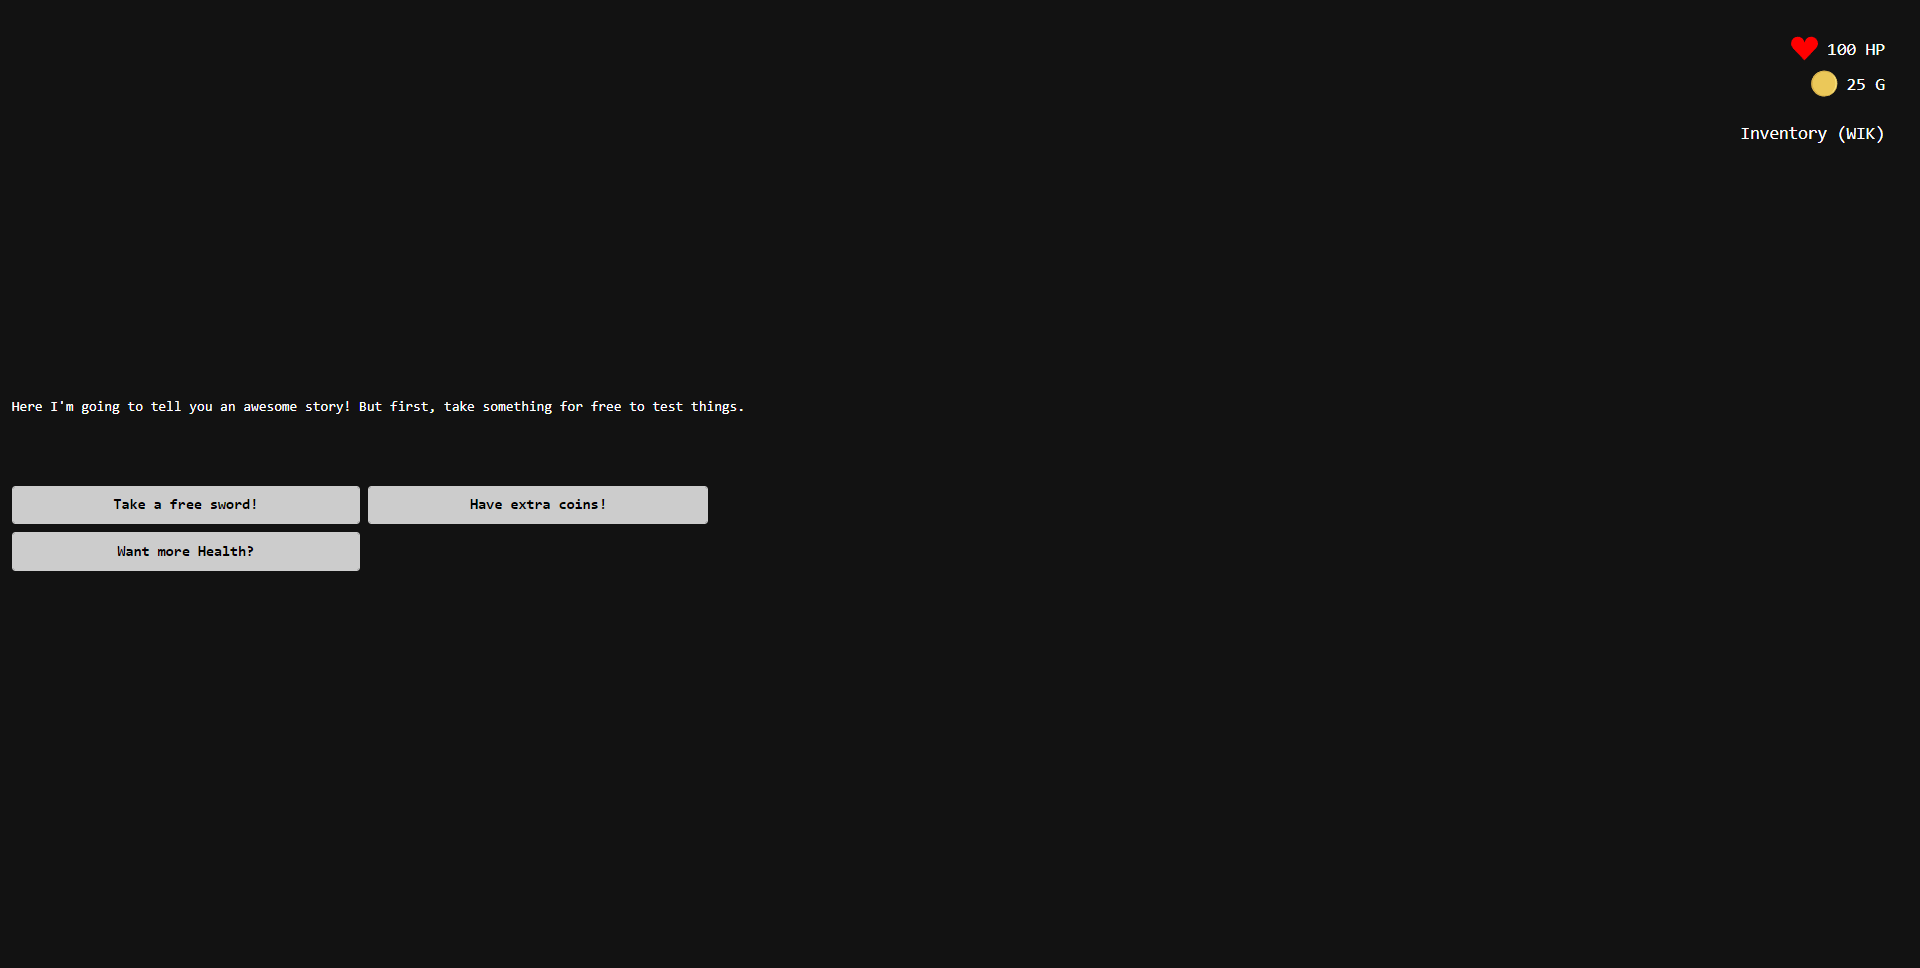 100 HP
25 G
Inventory (WIK)
Here I'm going to tell you an awesome story! But first, take something for free to test things.
Take a free sword!
Have extra coins!
Want more Health?